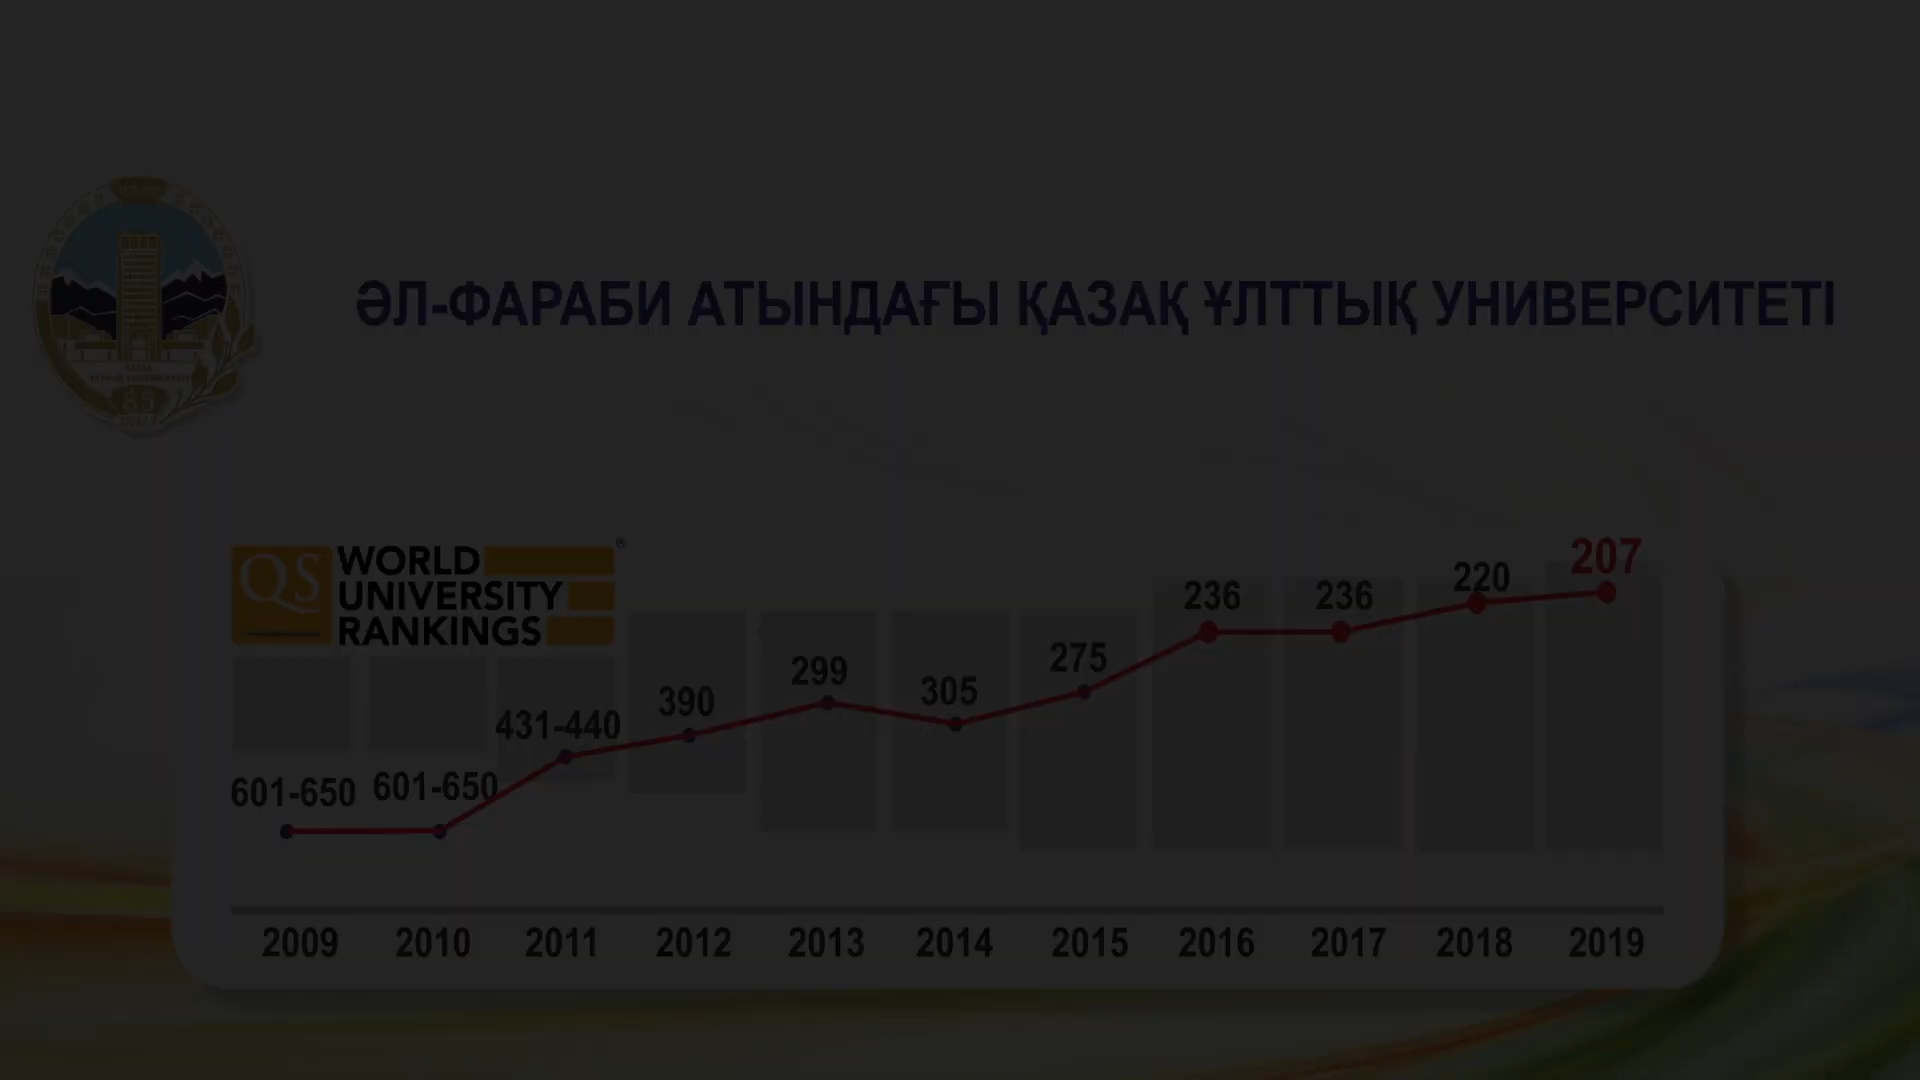 ӘЛ-ФАРАБИ АТЫНДАҒЫ ҚАЗАҚ ҰЛТТЫҚ УНИВЕРСИТЕТІ
85
QS WORLD
UNIVERSITY
RANKINGS
®
601-650 601-650 431-440 390 299 305 275 236 236 220 207
2009 2010 2011 2012 2013 2014 2015 2016 2017 2018 2019